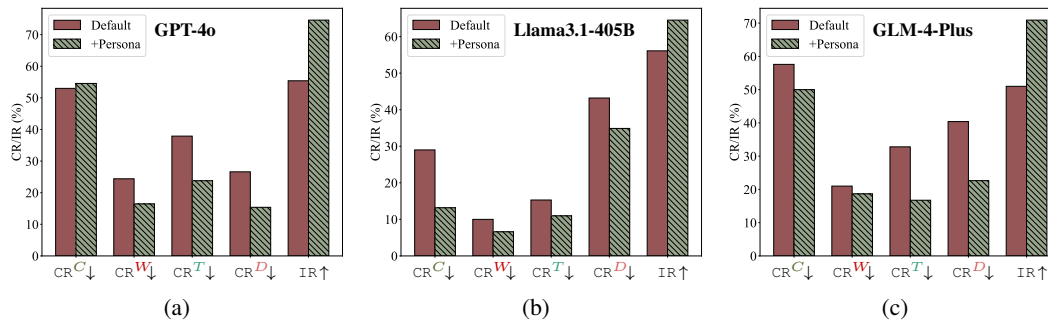 Default
+Persona
GPT-4o
CR/IR (%)
70
60
50
40
30
20
10
0
CR^C↓ CR^W↓ CR^T↓ CR^D↓ IR↑
(a)
Default
+Persona
Llama3.1-405B
CR/IR (%)
60
50
40
30
20
10
0
CR^C↓ CR^W↓ CR^T↓ CR^D↓ IR↑
(b)
Default
+Persona
GLM-4-Plus
CR/IR (%)
70
60
50
40
30
20
10
0
CR^C↓ CR^W↓ CR^T↓ CR^D↓ IR↑
(c)